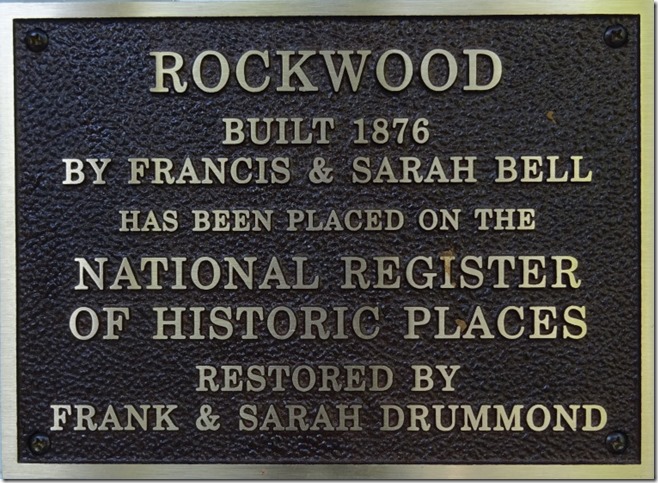 ROCKWOOD
BUILT 1876
BY FRANCIS & SARAH BELL
HAS BEEN PLACED ON THE
NATIONAL REGISTER
OF HISTORIC PLACES
RESTORED BY
FRANK & SARAH DRUMMOND